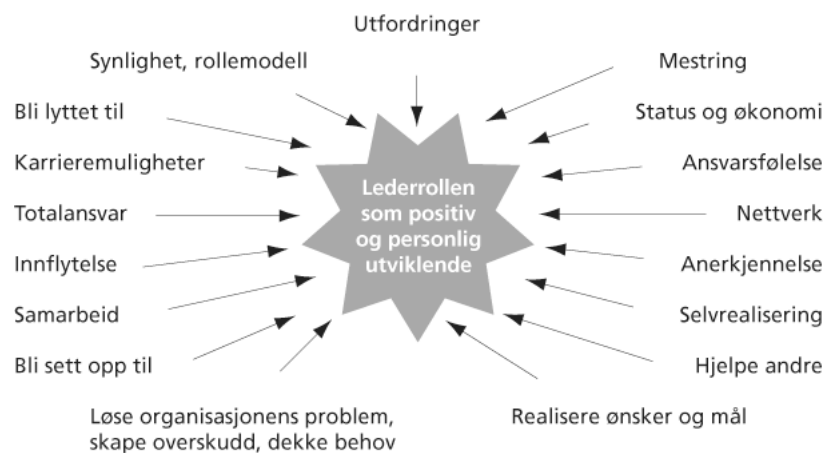 Utfordringer
Synlighet, rollemodell
Mestring
Bli lyttet til
Status og økonomi
Karrieremuligheter
Ansvarsfølelse
Lederrollen
som positiv
og personlig
utviklende
Totalansvar
Nettverk
Innflytelse
Anerkjennelse
Samarbeid
Selvrealisering
Bli sett opp til
Hjelpe andre
Løse organisasjonens problem,
skape overskudd, dekke behov
Realisere ønsker og mål